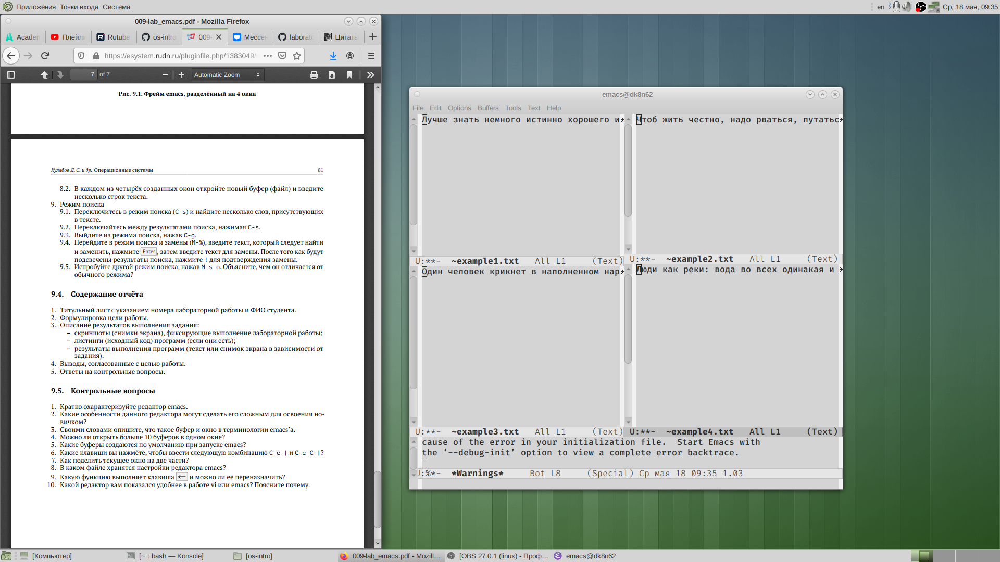 Приложения Точки входа Система
en Ср, 18 мая, 09:35
009-lab_emacs.pdf - Mozilla Firefox
Academ Плейли Rutube os-intro 009- Мессен laborato Цитаты
https://esystem.rudn.ru/pluginfile.php/1383049/
7 of 7 Automatic Zoom
Рис. 9.1. Фрейм emacs, разделённый на 4 окна
Кулябов Д. С. и др. Операционные системы 81
8.2. В каждом из четырёх созданных окон откройте новый буфер (файл) и введите
несколько строк текста.
9. Режим поиска
9.1. Переключитесь в режим поиска (C-s) и найдите несколько слов, присутствующих
в тексте.
9.2. Переключайтесь между результатами поиска, нажимая C-s.
9.3. Выйдите из режима поиска, нажав C-g.
9.4. Перейдите в режим поиска и замены (M-%), введите текст, который следует найти
и заменить, нажмите Enter, затем введите текст для замены. После того как будут
подсвечены результаты поиска, нажмите ! для подтверждения замены.
9.5. Испробуйте другой режим поиска, нажав M-s o. Объясните, чем он отличается от
обычного режима?
9.4. Содержание отчёта
1. Титульный лист с указанием номера лабораторной работы и ФИО студента.
2. Формулировка цели работы.
3. Описание результатов выполнения задания:
– скриншоты (снимки экрана), фиксирующие выполнение лабораторной работы;
– листинги (исходный код) программ (если они есть);
– результаты выполнения программ (текст или снимок экрана в зависимости от
задания).
4. Выводы, согласованные с целью работы.
5. Ответы на контрольные вопросы.
9.5. Контрольные вопросы
1. Кратко охарактеризуйте редактор emacs.
2. Какие особенности данного редактора могут сделать его сложным для освоения но-
вичком?
3. Своими словами опишите, что такое буфер и окно в терминологии emacs’а.
4. Можно ли открыть больше 10 буферов в одном окне?
5. Какие буферы создаются по умолчанию при запуске emacs?
6. Какие клавиши вы нажмёте, чтобы ввести следующую комбинацию C-c | и C-c C-|?
7. Как поделить текущее окно на две части?
8. В каком файле хранятся настройки редактора emacs?
9. Какую функцию выполняет клавиша ← и можно ли её переназначить?
10. Какой редактор вам показался удобнее в работе vi или emacs? Поясните почему.
emacs@dk8n62
File Edit Options Buffers Tools Text Help
Лучше знать немного истинно хорошего и
Чтоб жить честно, надо рваться, путатьс
U:**- ~example1.txt All L1 (Text)
U:**- ~example2.txt All L1 (Text)
Один человек крикнет в наполненном нар
Люди как реки: вода во всех одинакая и
U:**- ~example3.txt All L1 (Text)
U:**- ~example4.txt All L1 (Text)
cause of the error in your initialization file. Start Emacs with
the ‘--debug-init’ option to view a complete error backtrace.
U:%*- *Warnings* Bot L8 (Special) Ср мая 18 09:35 1.03
[Компьютер] [~ : bash — Konsole] [os-intro] 009-lab_emacs.pdf - Mozill... [OBS 27.0.1 (linux) - Проф... emacs@dk8n62